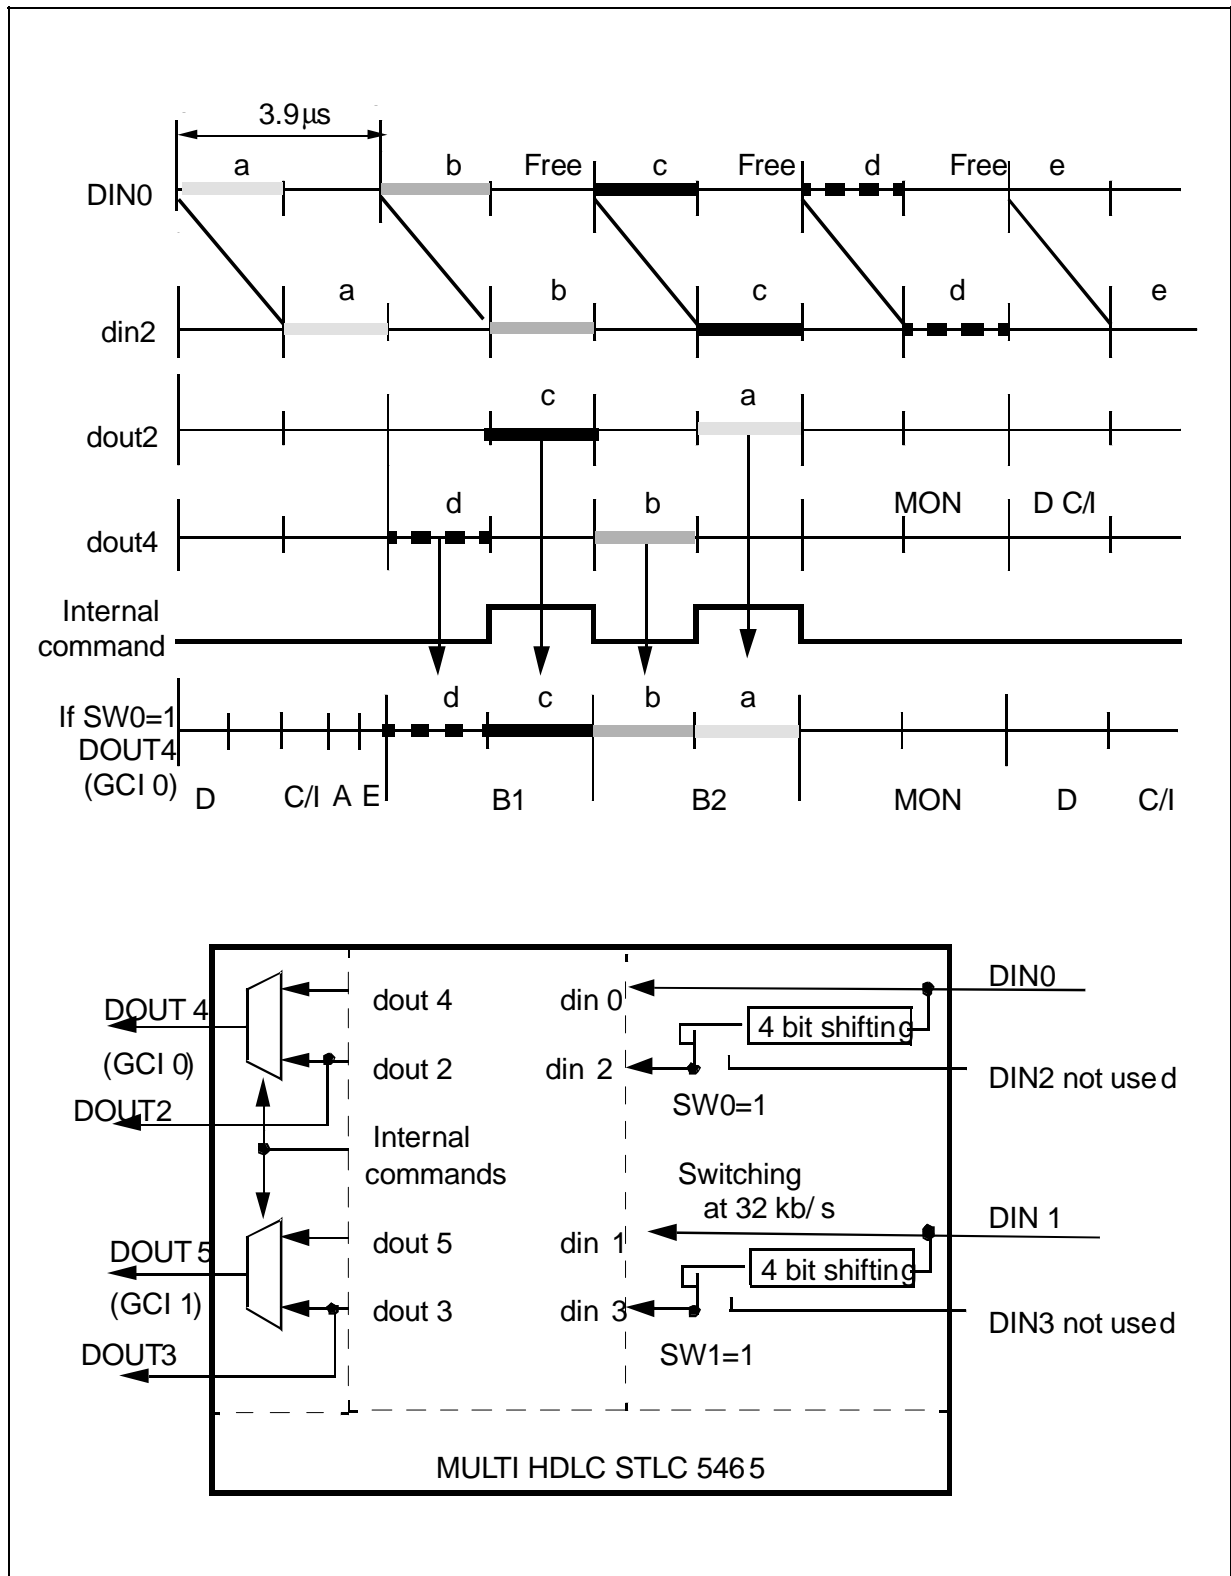 3.9µs
a b Free c Free d Free e
DIN0
a b c d e
din2
c a
dout2
d b MON D C/I
dout4
Internal
command
d c b a
If SW0=1
DOUT4
(GCI 0)
D C/I A E B1 B2 MON D C/I
DIN0
DOUT 4 dout 4 din 0
4 bit shifting
(GCI 0) dout 2 din 2 DIN2 not used
DOUT2 SW0=1
Internal
commands
Switching
at 32 kb/s
DIN 1
DOUT 5 dout 5 din 1
4 bit shifting
(GCI 1) dout 3 din 3 DIN3 not used
DOUT3 SW1=1
MULTI HDLC STLC 5465